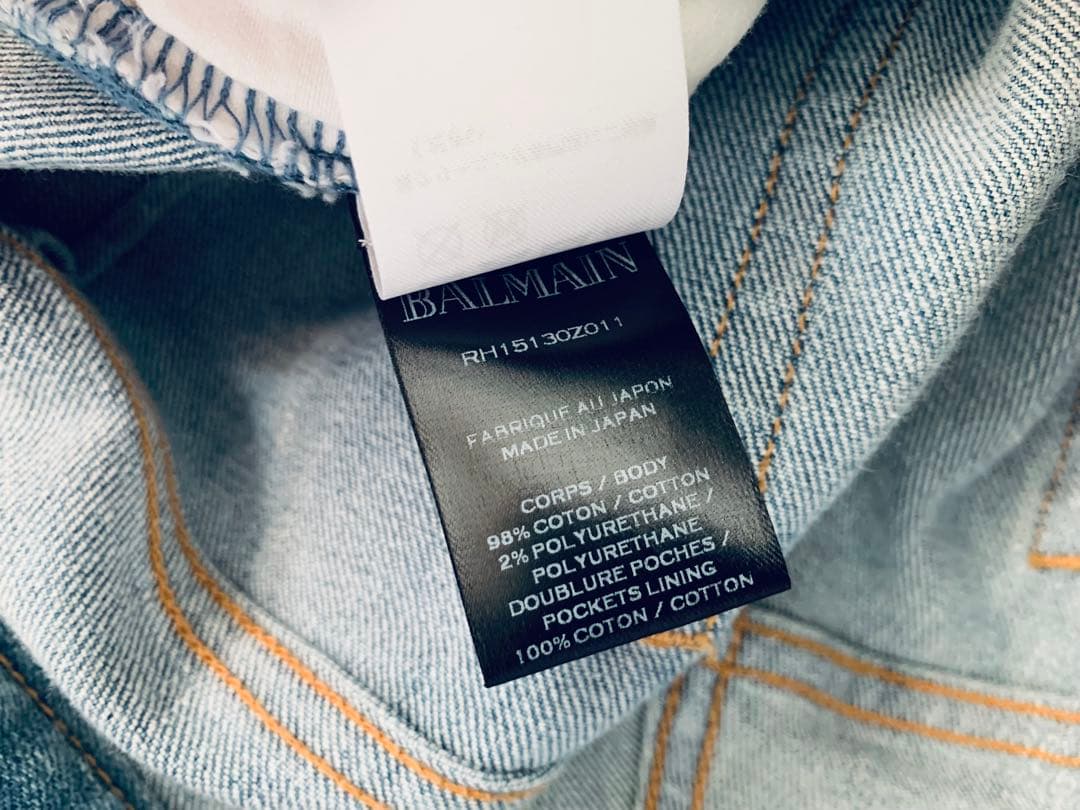 BALMAIN
RH15130Z011
FABRIQUE AU JAPON
MADE IN JAPAN
CORPS / BODY
98% COTON / COTTON
2% POLYURETHANE /
POLYURETHANE
DOUBLURE POCHES /
POCKETS LINING
100% COTON / COTTON